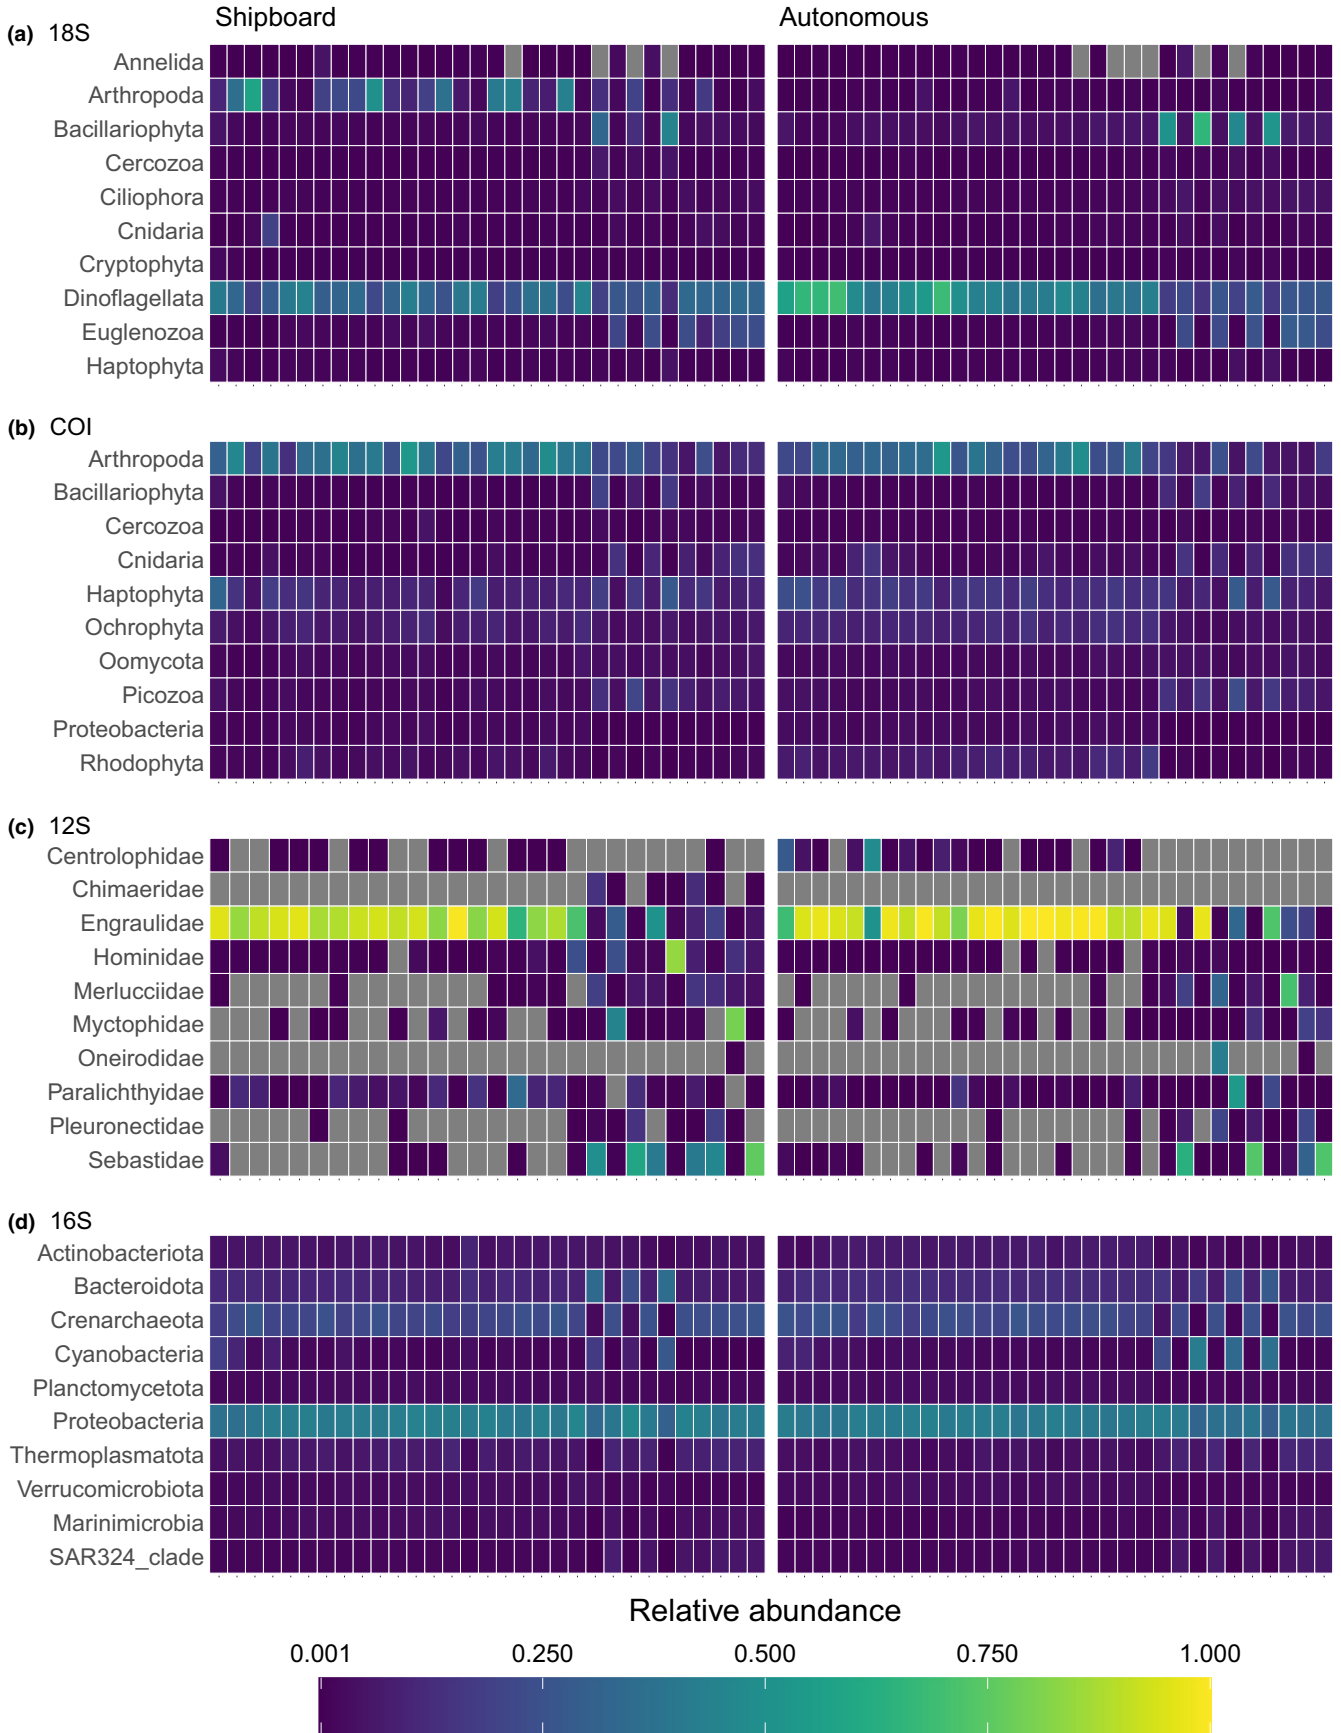 Shipboard Autonomous
(a) 18S
Annelida
Arthropoda
Bacillariophyta
Cercozoa
Ciliophora
Cnidaria
Cryptophyta
Dinoflagellata
Euglenozoa
Haptophyta
(b) COI
Arthropoda
Bacillariophyta
Cercozoa
Cnidaria
Haptophyta
Ochrophyta
Oomycota
Picozoa
Proteobacteria
Rhodophyta
(c) 12S
Centrolophidae
Chimaeridae
Engraulidae
Hominidae
Merlucciidae
Myctophidae
Oneirodidae
Paralichthyidae
Pleuronectidae
Sebastidae
(d) 16S
Actinobacteriota
Bacteroidota
Crenarchaeota
Cyanobacteria
Planctomycetota
Proteobacteria
Thermoplasmatota
Verrucomicrobiota
Marinimicrobia
SAR324_clade
Relative abundance
0.001 0.250 0.500 0.750 1.000